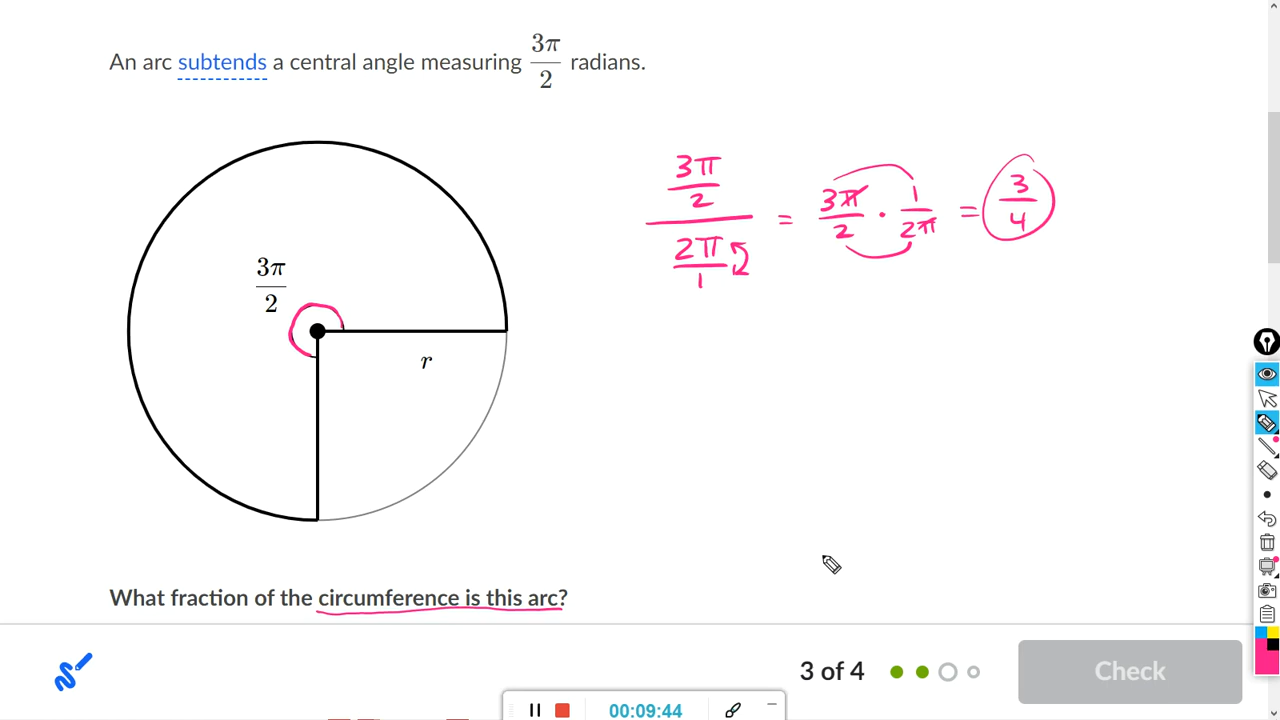 An arc subtends a central angle measuring 3π/2 radians.
(3π/2)/(2π/1) = 3π/2 · 1/2π = 3/4
3π/2
r
What fraction of the circumference is this arc?
3 of 4
Check
00:09:44